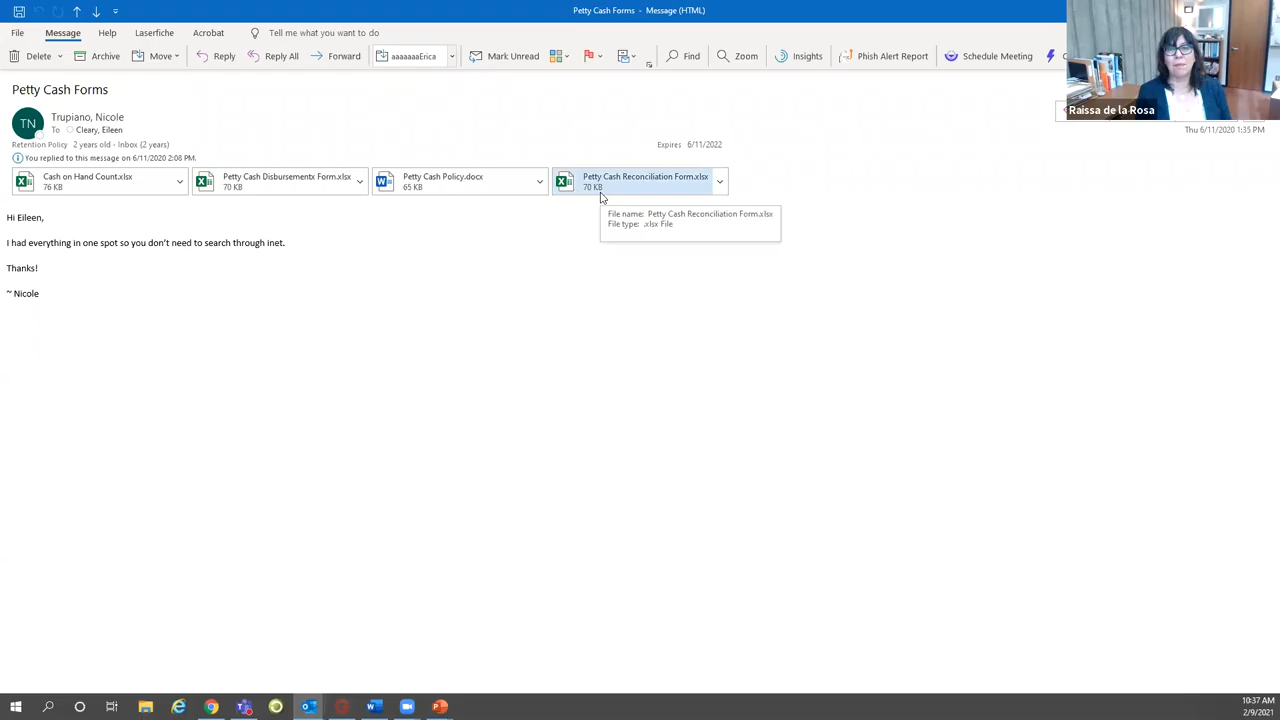 Petty Cash Forms - Message (HTML)
File Message Help Laserfiche Acrobat Tell me what you want to do
Delete Archive Move Reply Reply All Forward aaaaaaaErica Mark Unread Find Zoom Insights Phish Alert Report Schedule Meeting
Petty Cash Forms
TN
Trupiano, Nicole
To Cleary, Eileen
Raissa de la Rosa
Thu 6/11/2020 1:35 PM
Retention Policy 2 years old - Inbox (2 years)
Expires 6/11/2022
You replied to this message on 6/11/2020 2:08 PM.
Cash on Hand Count.xlsx
76 KB
Petty Cash Disbursementx Form.xlsx
70 KB
Petty Cash Policy.docx
65 KB
Petty Cash Reconciliation Form.xlsx
70 KB
File name: Petty Cash Reconciliation Form.xlsx
File type: .xlsx File
Hi Eileen,
I had everything in one spot so you don't need to search through inet.
Thanks!
~ Nicole
10:37 AM
2/9/2021